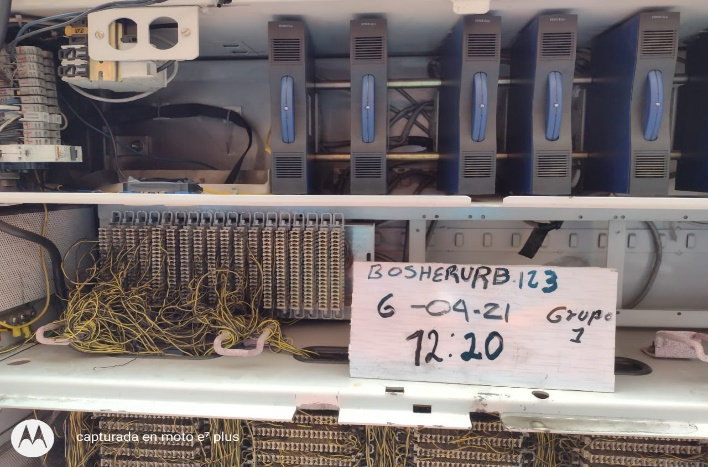 BOSHERURB.123
6-04-21
Grupo
1
12:20
capturada en moto e⁷ plus